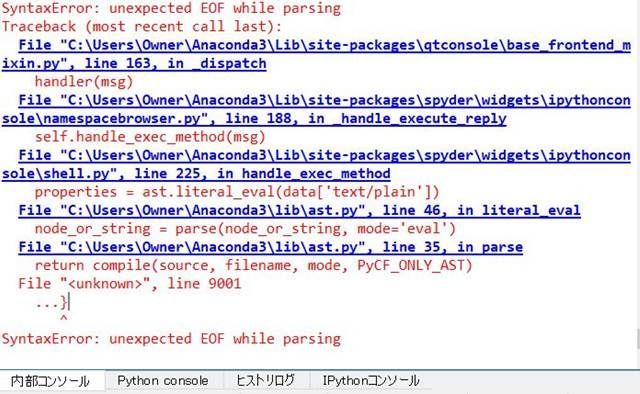 SyntaxError: unexpected EOF while parsing
Traceback (most recent call last):
File "C:\Users\Owner\Anaconda3\Lib\site-packages\qtconsole\base_frontend_m
ixin.py", line 163, in _dispatch
handler(msg)
File "C:\Users\Owner\Anaconda3\Lib\site-packages\spyder\widgets\ipythoncon
sole\namespacebrowser.py", line 188, in _handle_execute_reply
self.handle_exec_method(msg)
File "C:\Users\Owner\Anaconda3\Lib\site-packages\spyder\widgets\ipythoncon
sole\shell.py", line 225, in handle_exec_method
properties = ast.literal_eval(data['text/plain'])
File "C:\Users\Owner\Anaconda3\lib\ast.py", line 46, in literal_eval
node_or_string = parse(node_or_string, mode='eval')
File "C:\Users\Owner\Anaconda3\lib\ast.py", line 35, in parse
return compile(source, filename, mode, PyCF_ONLY_AST)
File "<unknown>", line 9001
...}
^
SyntaxError: unexpected EOF while parsing
内部コンソール Python console ヒストリログ IPythonコンソール